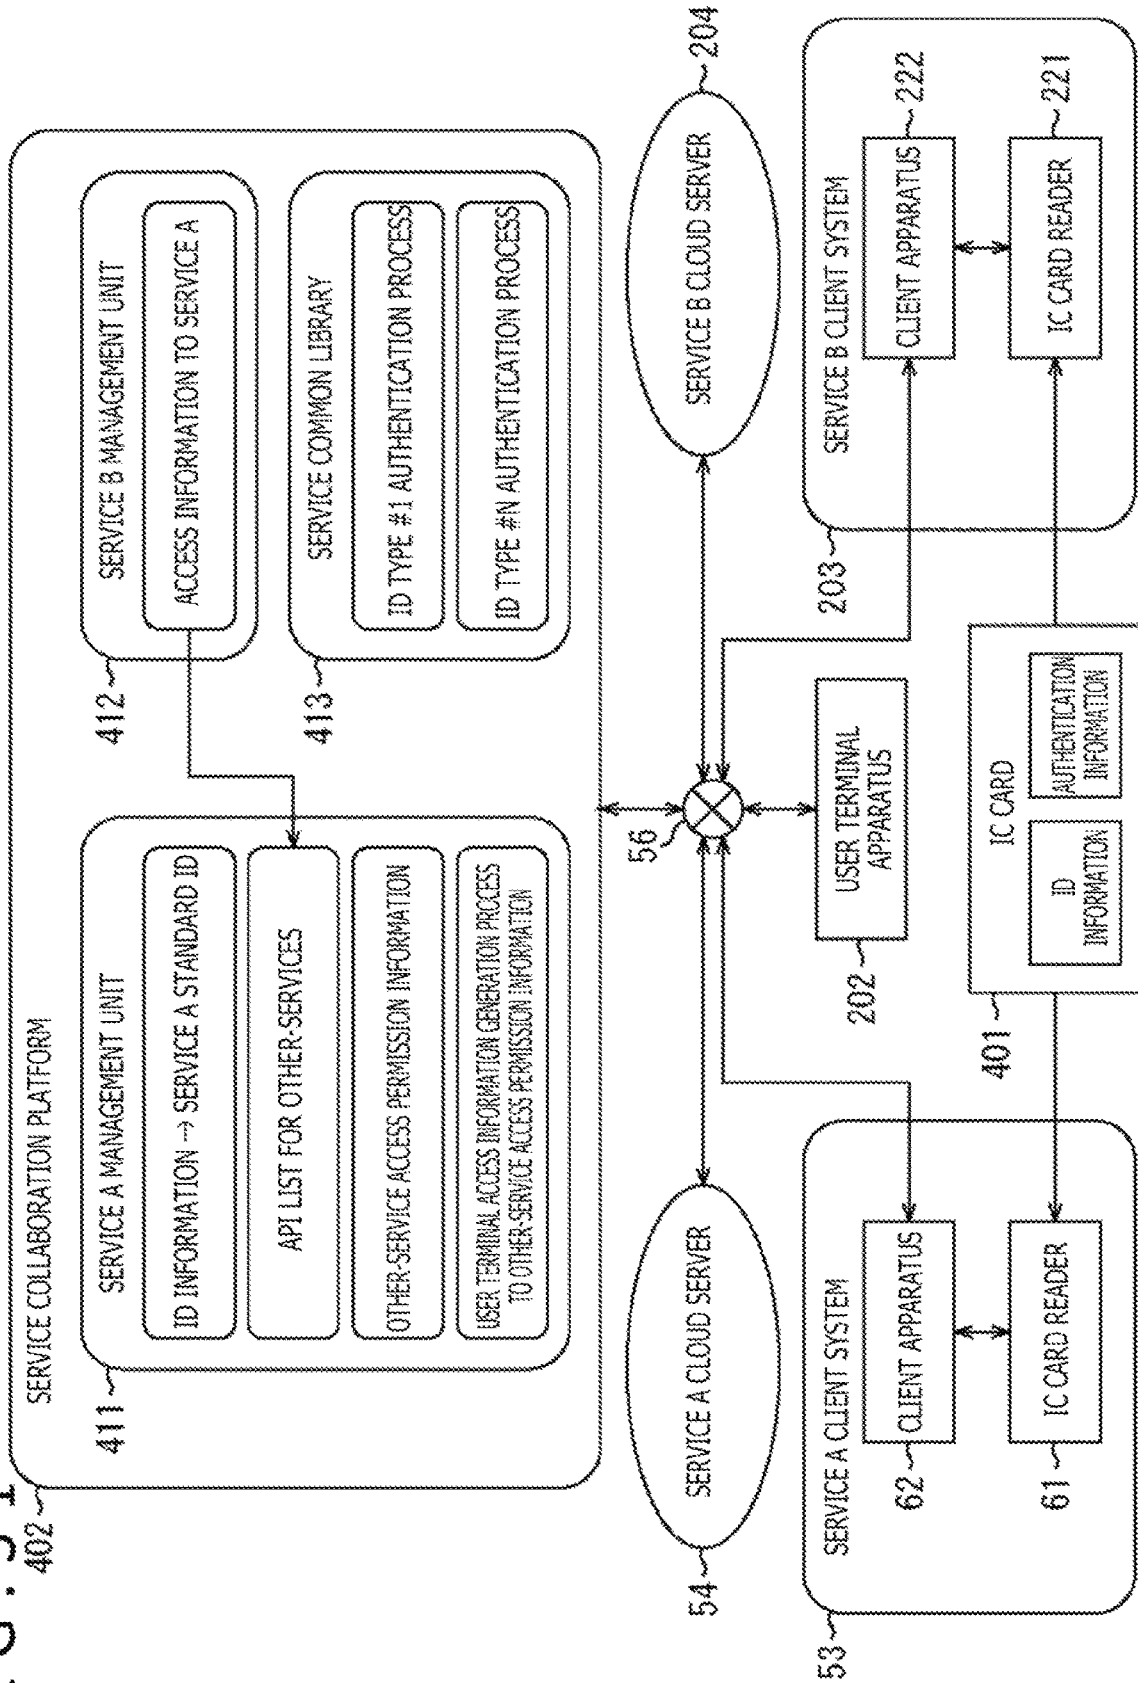 402
SERVICE COLLABORATION PLATFORM
411
SERVICE A MANAGEMENT UNIT
ID INFORMATION → SERVICE A STANDARD ID
API LIST FOR OTHER-SERVICES
OTHER-SERVICE ACCESS PERMISSION INFORMATION
USER TERMINAL ACCESS INFORMATION GENERATION PROCESS
TO OTHER-SERVICE ACCESS PERMISSION INFORMATION
412
SERVICE B MANAGEMENT UNIT
ACCESS INFORMATION TO SERVICE A
413
SERVICE COMMON LIBRARY
ID TYPE #1 AUTHENTICATION PROCESS
ID TYPE #N AUTHENTICATION PROCESS
54
SERVICE A CLOUD SERVER
56
SERVICE B CLOUD SERVER
204
53
SERVICE A CLIENT SYSTEM
62
CLIENT APPARATUS
61
IC CARD READER
202
USER TERMINAL
APPARATUS
401
IC CARD
ID
INFORMATION
AUTHENTICATION
INFORMATION
203
SERVICE B CLIENT SYSTEM
CLIENT APPARATUS
222
IC CARD READER
221